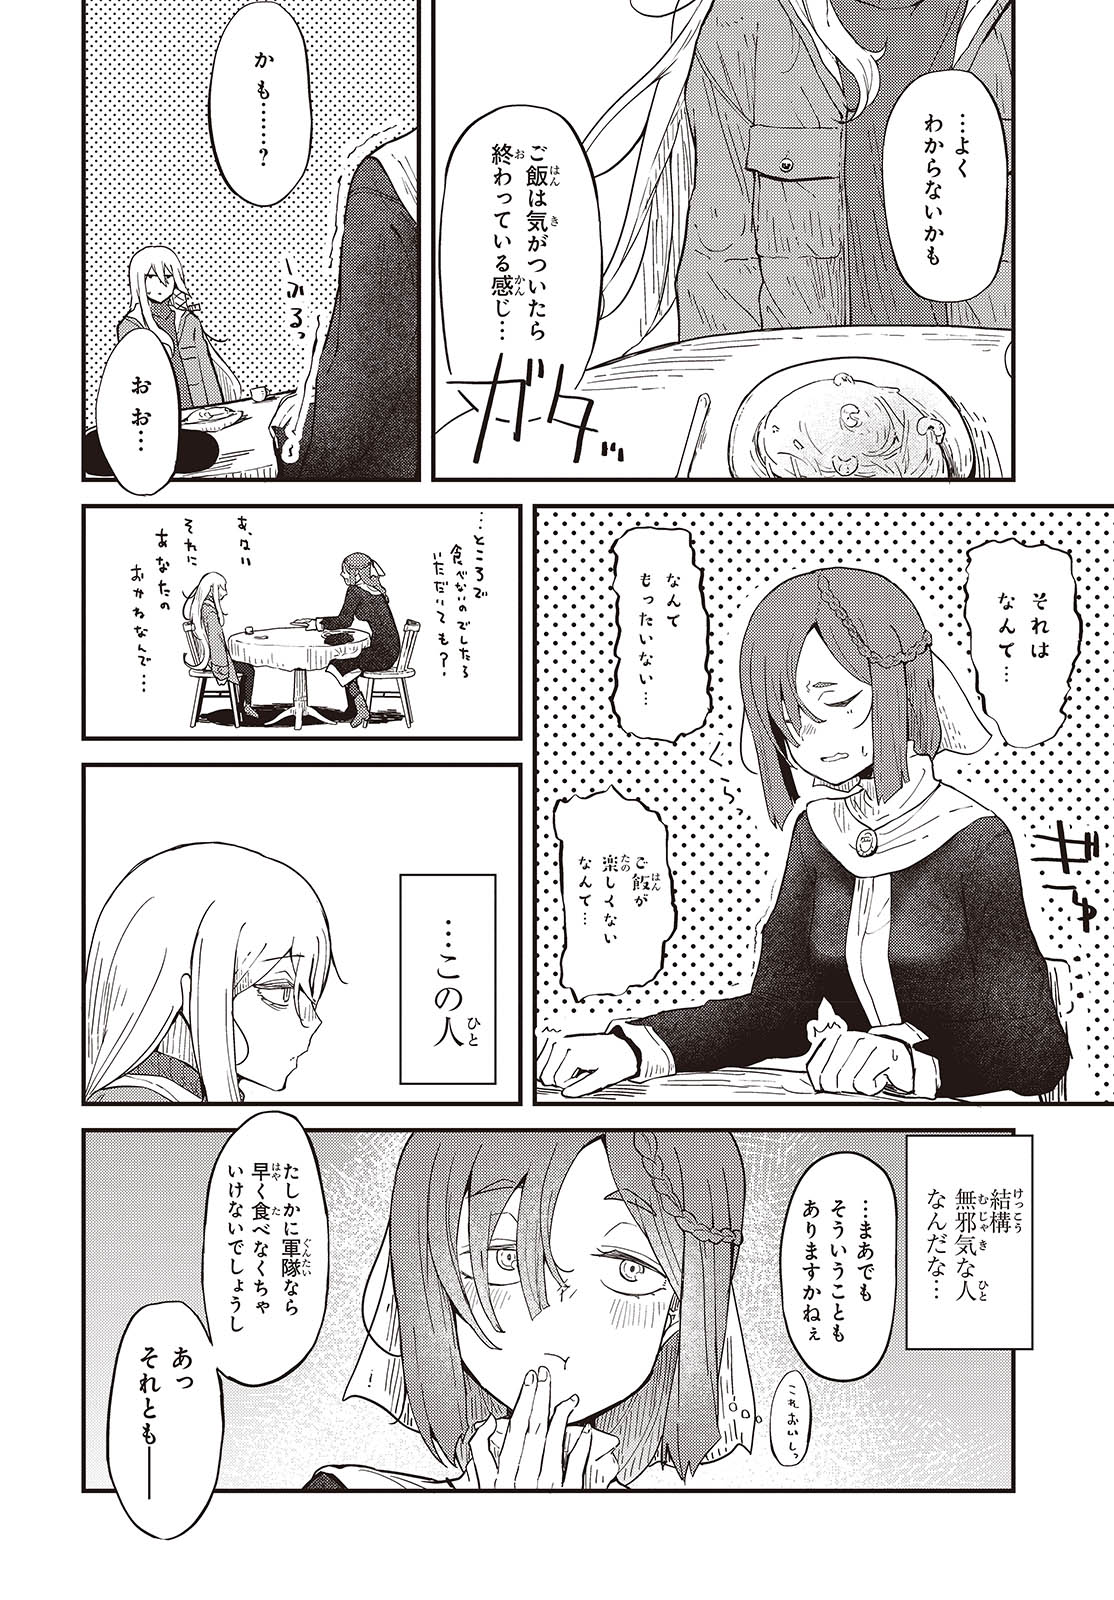 …よく
わからないかも
ご飯は気がついたら
終わっている感じ…
ガタ
かも……？
ふるっ
おお…
それは
なんて…
なんて
もったいない…
ご飯が
楽しくない
なんて…
ギュ
くらっ
…ところで
食べないのでしたら
いただいても？
あ、はい
それに
あなたの
おかねなんで…
…この人
結構
無邪気な人
なんだな…
…まあでも
そういうことも
ありますかねぇ
これおいしっ
たしかに軍隊なら
早く食べなくちゃ
いけないでしょうし
あっ
それとも――